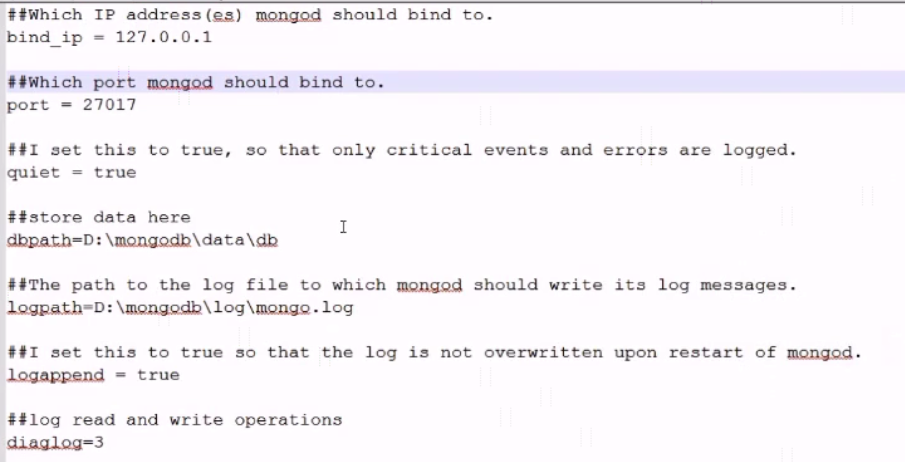 ##Which IP address(es) mongod should bind to.
bind_ip = 127.0.0.1
##Which port mongod should bind to.
port = 27017
##I set this to true, so that only critical events and errors are logged.
quiet = true
##store data here
dbpath=D:\mongodb\data\db
##The path to the log file to which mongod should write its log messages.
logpath=D:\mongodb\log\mongo.log
##I set this to true so that the log is not overwritten upon restart of mongod.
logappend = true
##log read and write operations
diaglog=3